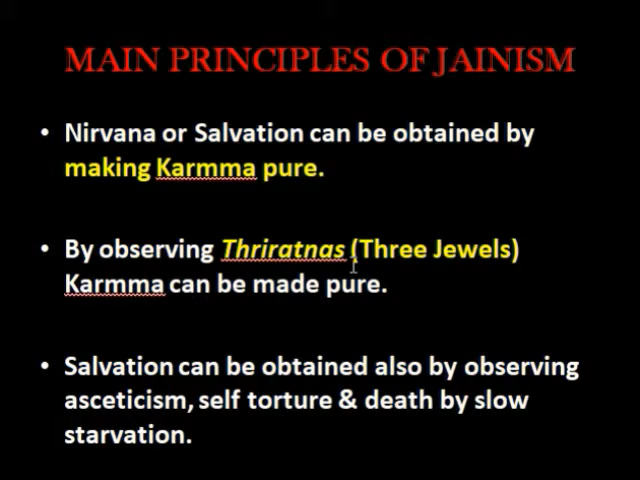 MAIN PRINCIPLES OF JAINISM
• Nirvana or Salvation can be obtained by
making Karmma pure.
• By observing Thriratnas (Three Jewels)
Karmma can be made pure.
• Salvation can be obtained also by observing
asceticism, self torture & death by slow
starvation.